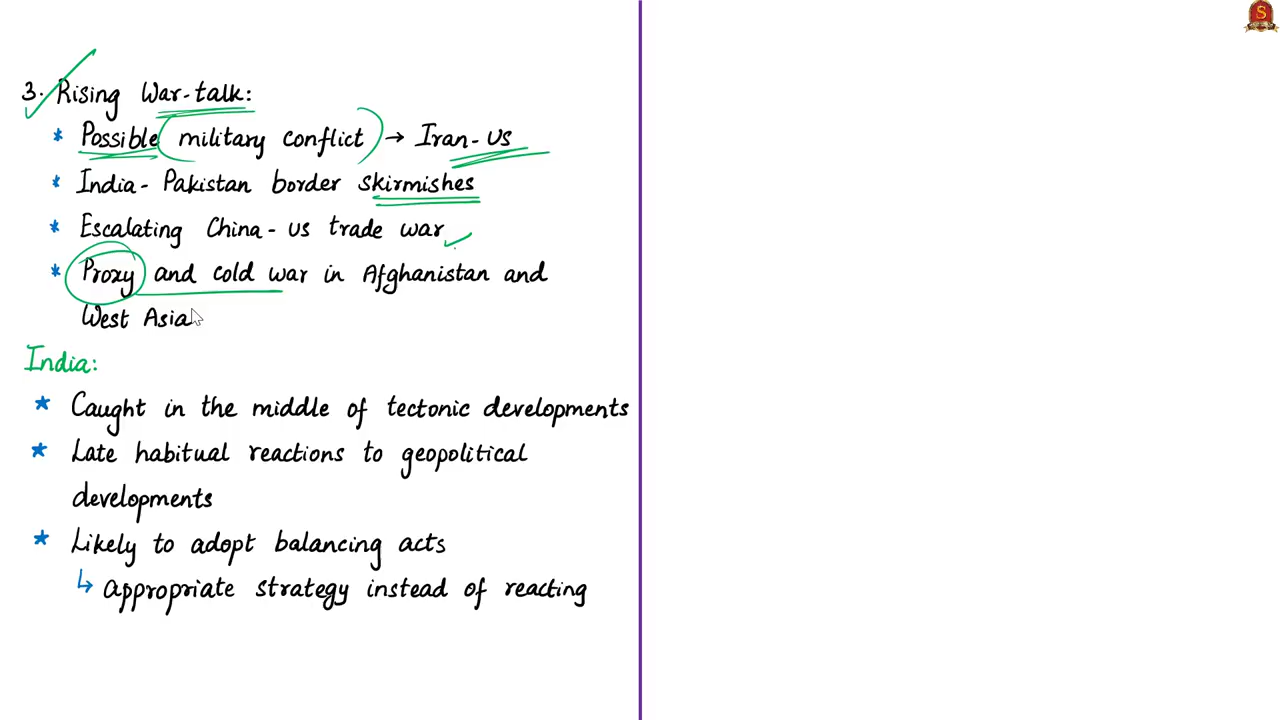 S
3. Rising War-talk:
* Possible military conflict → Iran-US
* India-Pakistan border skirmishes
* Escalating China-US trade war
* Proxy and cold war in Afghanistan and
West Asia
India:
* Caught in the middle of tectonic developments
* Late habitual reactions to geopolitical
developments
* Likely to adopt balancing acts
↳ Appropriate strategy instead of reacting